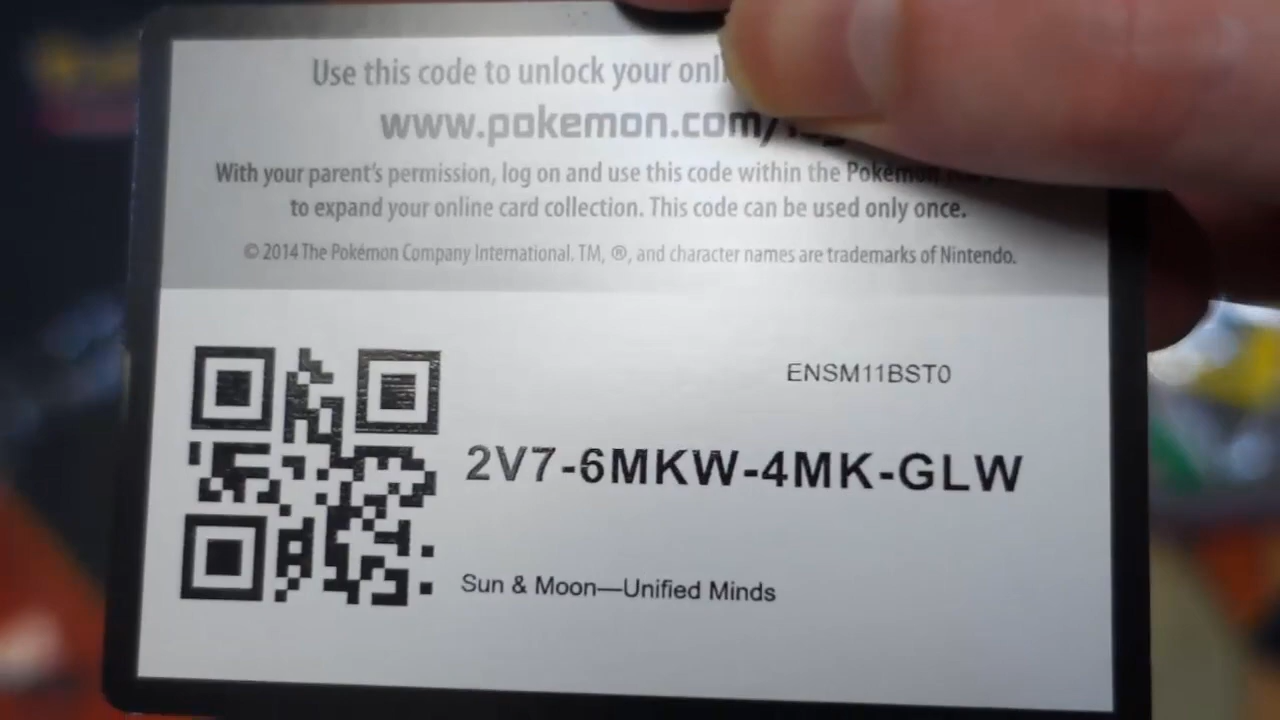 Use this code to unlock your
www.pokemon.com/
With your parent's permission, log on and use this code within the Pokémon
to expand your online card collection. This code can be used only once.
© 2014 The Pokémon Company International. TM, ®, and character names are trademarks of Nintendo.
ENSM11BST0
2V7-6MKW-4MK-GLW
Sun & Moon—Unified Minds